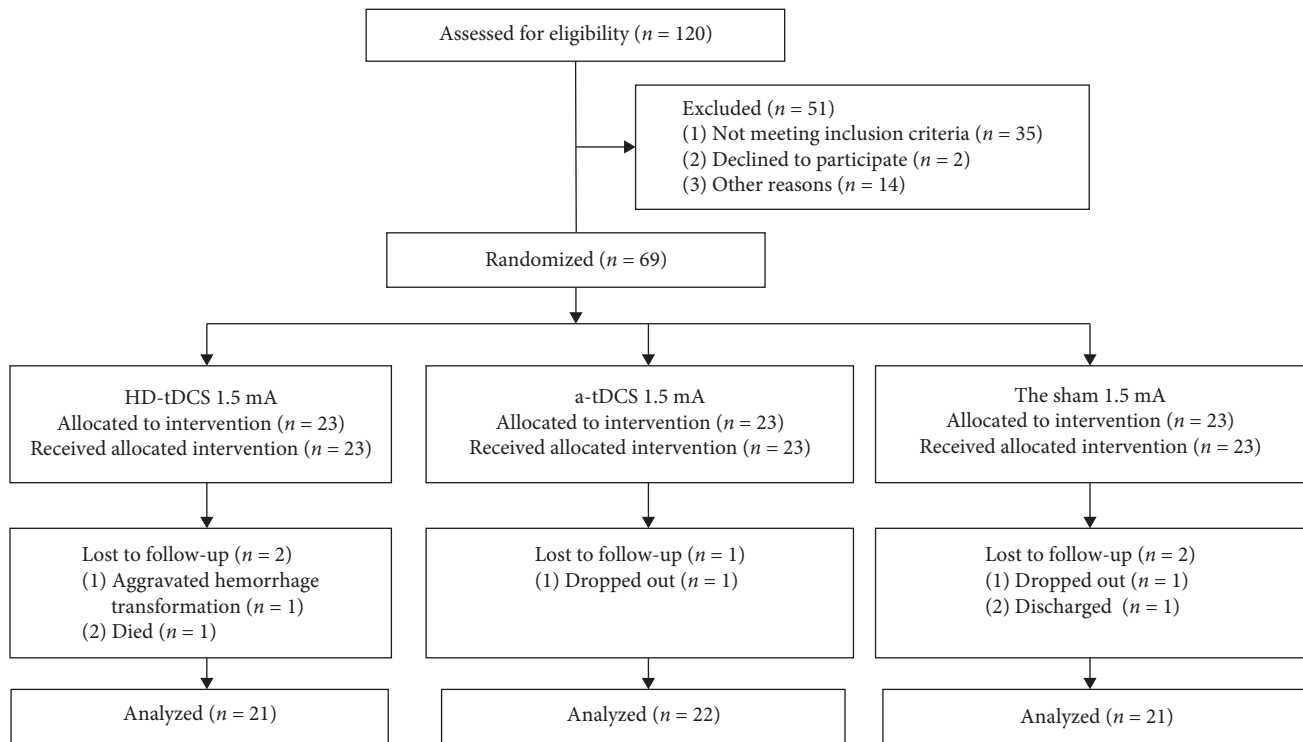 Assessed for eligibility (n = 120)
Excluded (n = 51)
(1) Not meeting inclusion criteria (n = 35)
(2) Declined to participate (n = 2)
(3) Other reasons (n = 14)
Randomized (n = 69)
HD-tDCS 1.5 mA
Allocated to intervention (n = 23)
Received allocated intervention (n = 23)
a-tDCS 1.5 mA
Allocated to intervention (n = 23)
Received allocated intervention (n = 23)
The sham 1.5 mA
Allocated to intervention (n = 23)
Received allocated intervention (n = 23)
Lost to follow-up (n = 2)
(1) Aggravated hemorrhage
transformation (n = 1)
(2) Died (n = 1)
Lost to follow-up (n = 1)
(1) Dropped out (n = 1)
Lost to follow-up (n = 2)
(1) Dropped out (n = 1)
(2) Discharged (n = 1)
Analyzed (n = 21)
Analyzed (n = 22)
Analyzed (n = 21)